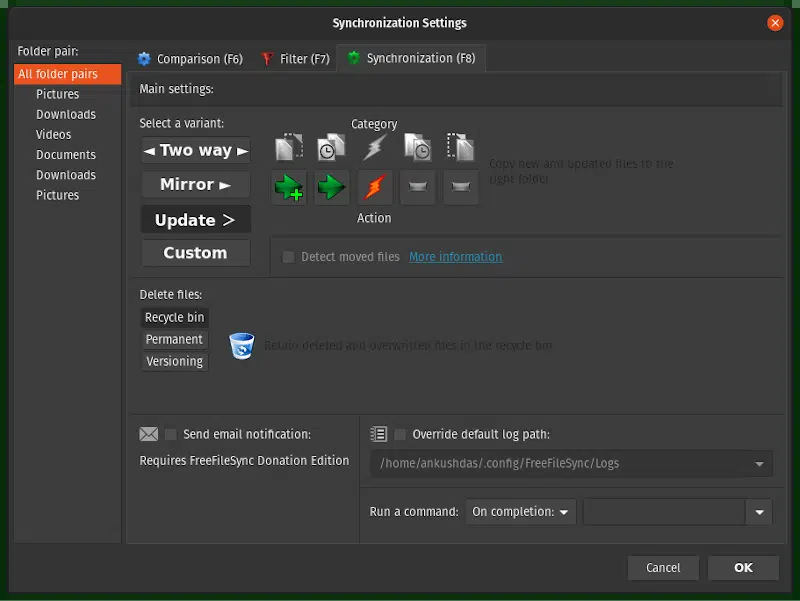 Synchronization Settings
Folder pair:
All folder pairs
Pictures
Downloads
Videos
Documents
Downloads
Pictures
Comparison (F6)
Filter (F7)
Synchronization (F8)
Main settings:
Select a variant:
◄ Two way ►
Mirror ►
Update >
Custom
Category
Action
Copy new and updated files to the
right folder.
Detect moved files
More information
Delete files:
Recycle bin
Permanent
Versioning
Retain deleted and overwritten files in the recycle bin
Send email notification:
Requires FreeFileSync Donation Edition
Override default log path:
/home/ankushdas/.config/FreeFileSync/Logs
Run a command:
On completion:
Cancel
OK